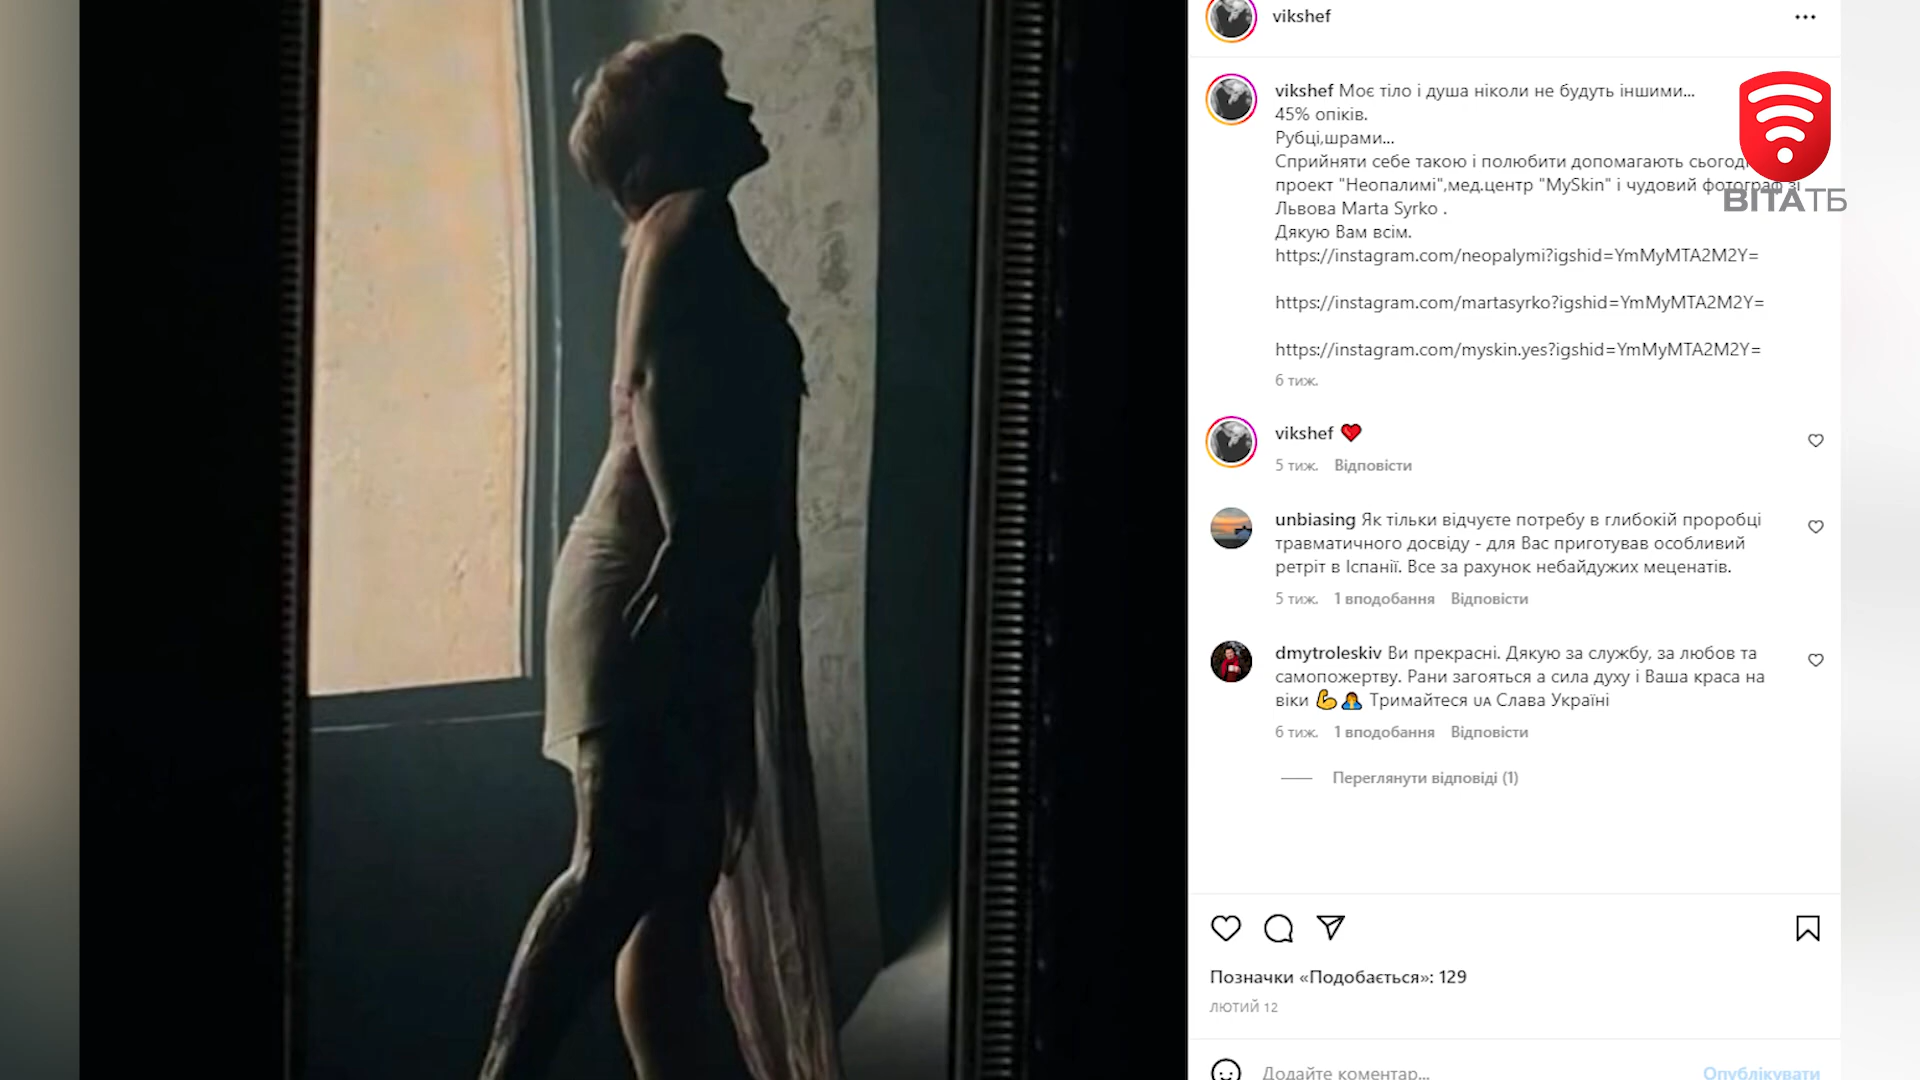 vikshef
vikshef Моє тіло і душа ніколи не будуть іншими...
45% опіків.
Рубці,шрами...
Сприйняти себе такою і полюбити допомагають
проект "Неопалимі",мед.центр "MySkin" і чудовий фотограф зі
Львова Marta Syrko .
Дякую Вам всім.
https://instagram.com/neopalymi?igshid=YmMyMTA2M2Y=
https://instagram.com/martasyrko?igshid=YmMyMTA2M2Y=
https://instagram.com/myskin.yes?igshid=YmMyMTA2M2Y=
6 тиж.
ВІТАТБ
vikshef
5 тиж. Відповісти
unbiasing Як тільки відчуєте потребу в глибокій проробці
травматичного досвіду - для Вас приготував особливий
ретріт в Іспанії. Все за рахунок небайдужих меценатів.
5 тиж. 1 вподобання Відповісти
dmytroleskiv Ви прекрасні. Дякую за службу, за любов та
самопожертву. Рани загояться а сила духу і Ваша краса на
віки Тримайтеся UA Слава Україні
6 тиж. 1 вподобання Відповісти
Переглянути відповіді (1)
Позначки «Подобається»: 129
ЛЮТИЙ 12
Додайте коментар...
Опублікувати